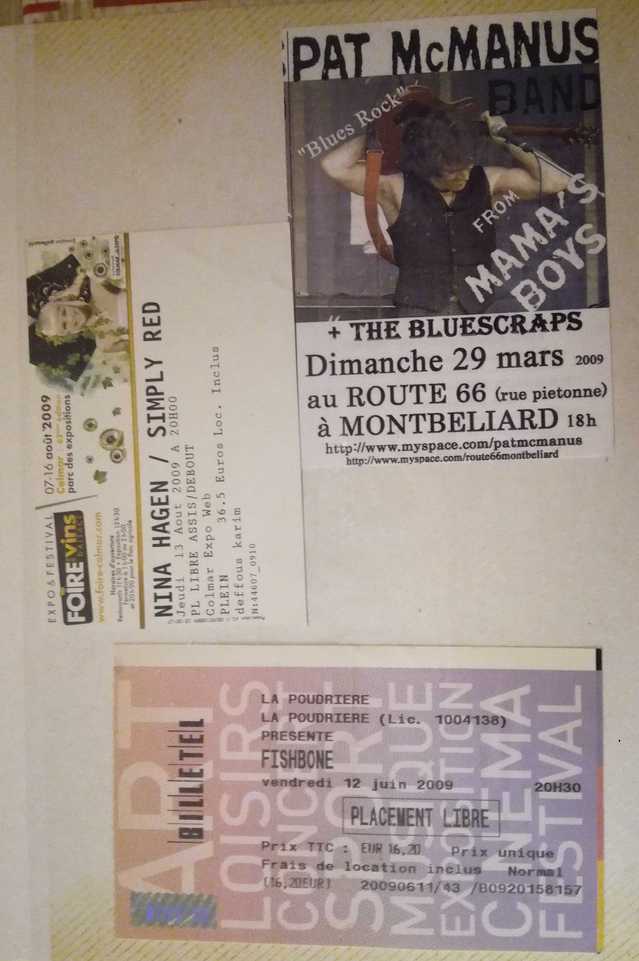 PAT McMANUS
BAND
"Blues Rock"
FROM
MAMA'S
BOYS
+ THE BLUESCRAPS
Dimanche 29 mars 2009
au ROUTE 66 (rue pietonne)
à MONTBELIARD 18h
http://www.myspace.com/patmcmanus
http://www.myspace.com/route66montbeliard
EXPO & FESTIVAL
FOIRE vins
D'ALSACE
www.foire-colmar.com
07-16 août 2009
Colmar
parc des expositions
Horaires d'ouverture
NINA HAGEN / SIMPLY RED
Jeudi 13 Aout 2009 A 20H00
PL LIBRE ASSIS/DEBOUT
Colmar Expo Web
PLEIN 36.5 Euros Loc. Inclus
deffous karim
N:44607_0910
BILLETEL
ART
LOISIRS
CONCERT
SPORT
MUSIQUE
EXPOSITION
CINEMA
FESTIVAL
LA POUDRIERE
LA POUDRIERE (Lic. 1004138)
PRESENTE
FISHBONE
vendredi 12 juin 2009 20H30
PLACEMENT LIBRE
Prix TTC : EUR 16,20 Prix unique
Frais de location inclus Normal
(16,20EUR) 20090611/43 /B0920158157